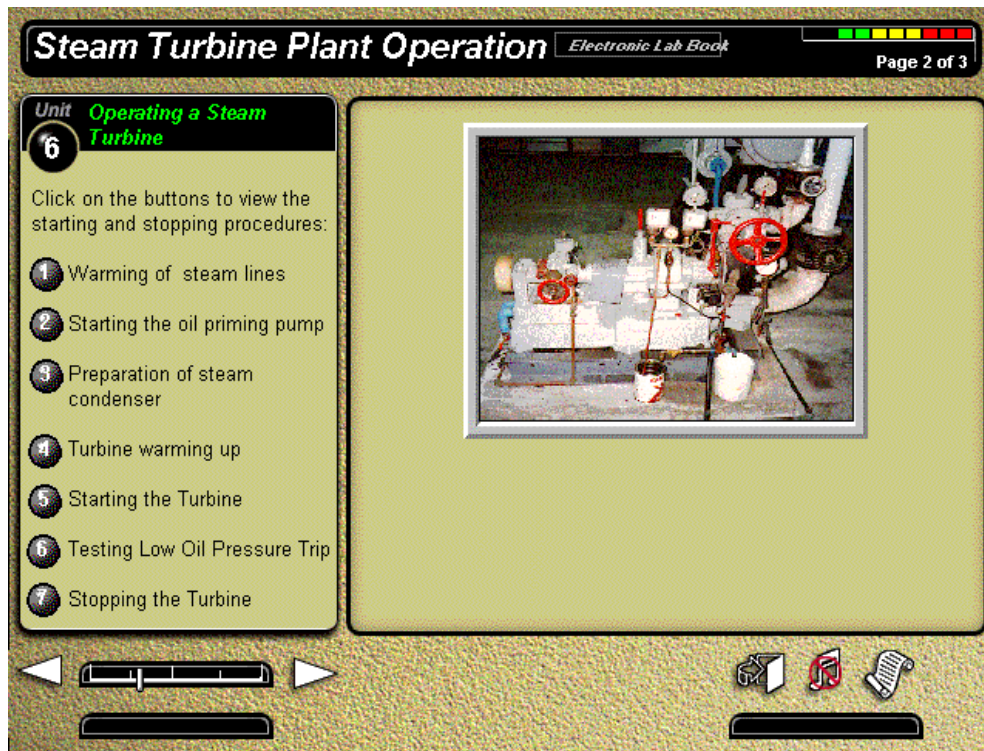 Steam Turbine Plant Operation
Electronic Lab Book
Page 2 of 3
Unit
6
Operating a Steam
Turbine
Click on the buttons to view the
starting and stopping procedures:
1 Warming of steam lines
2 Starting the oil priming pump
3 Preparation of steam
condenser
4 Turbine warming up
5 Starting the Turbine
6 Testing Low Oil Pressure Trip
7 Stopping the Turbine